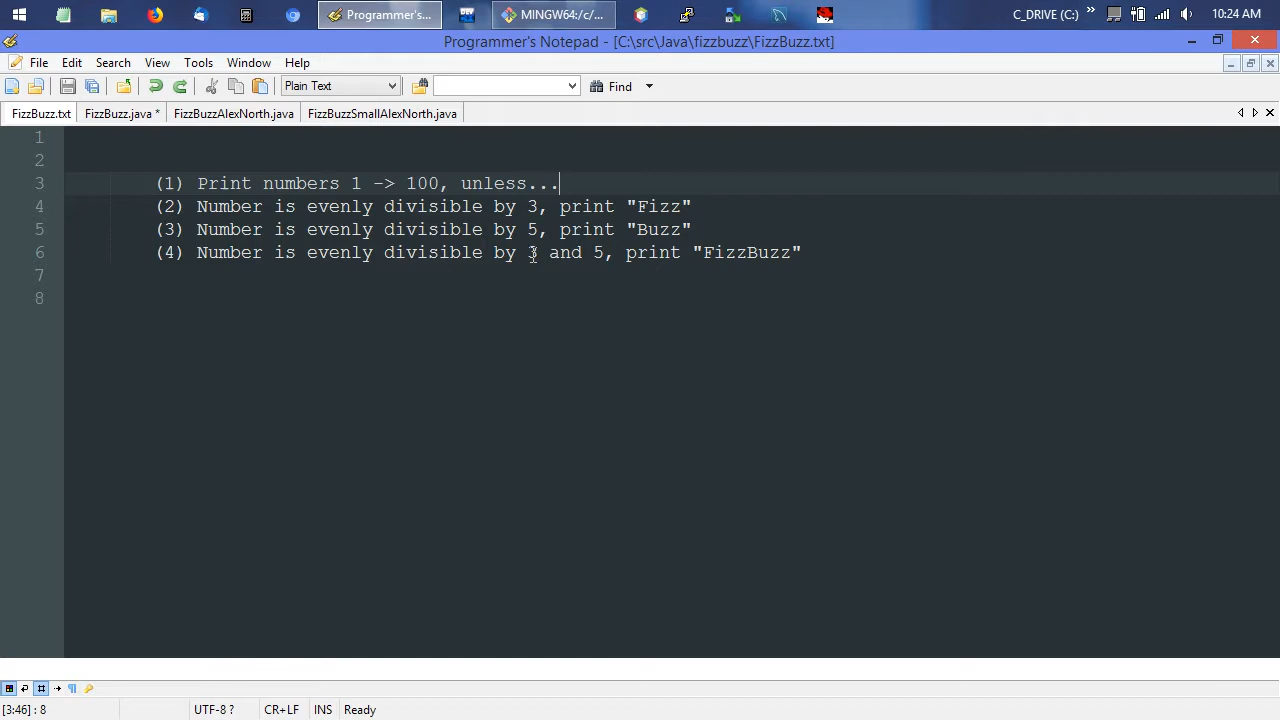 Programmer's...
MINGW64:/c/...
C_DRIVE (C:)
»
10:24 AM
Programmer's Notepad - [C:\src\Java\fizzbuzz\FizzBuzz.txt]
File Edit Search View Tools Window Help
Plain Text
Find
FizzBuzz.txt FizzBuzz.java * FizzBuzzAlexNorth.java FizzBuzzSmallAlexNorth.java
1
2
3 (1) Print numbers 1 -> 100, unless...
4 (2) Number is evenly divisible by 3, print "Fizz"
5 (3) Number is evenly divisible by 5, print "Buzz"
6 (4) Number is evenly divisible by 3 and 5, print "FizzBuzz"
7
8
[3:46] : 8 UTF-8 ? CR+LF INS Ready